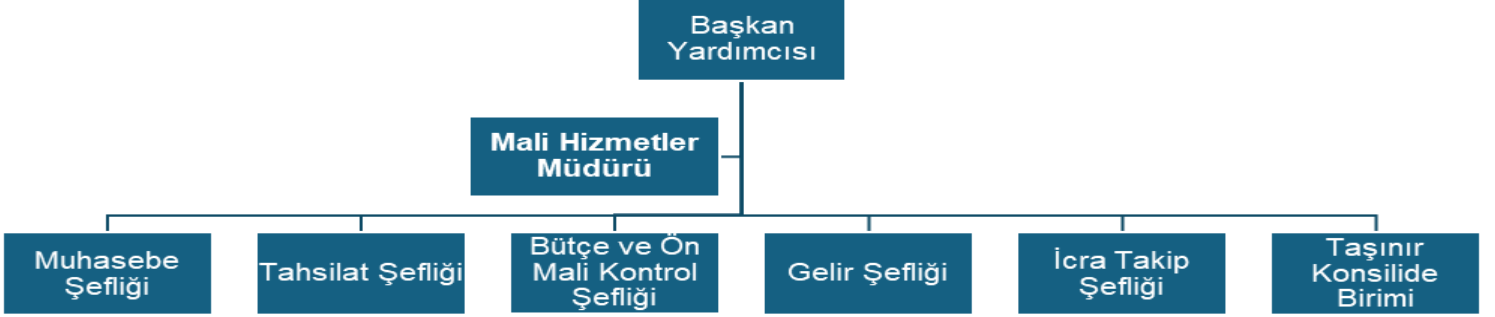 Başkan
Yardımcısı
Mali Hizmetler
Müdürü
Muhasebe
Şefliği
Tahsilat Şefliği
Bütçe ve Ön
Mali Kontrol
Şefliği
Gelir Şefliği
İcra Takip
Şefliği
Taşınır
Konsilide
Birimi